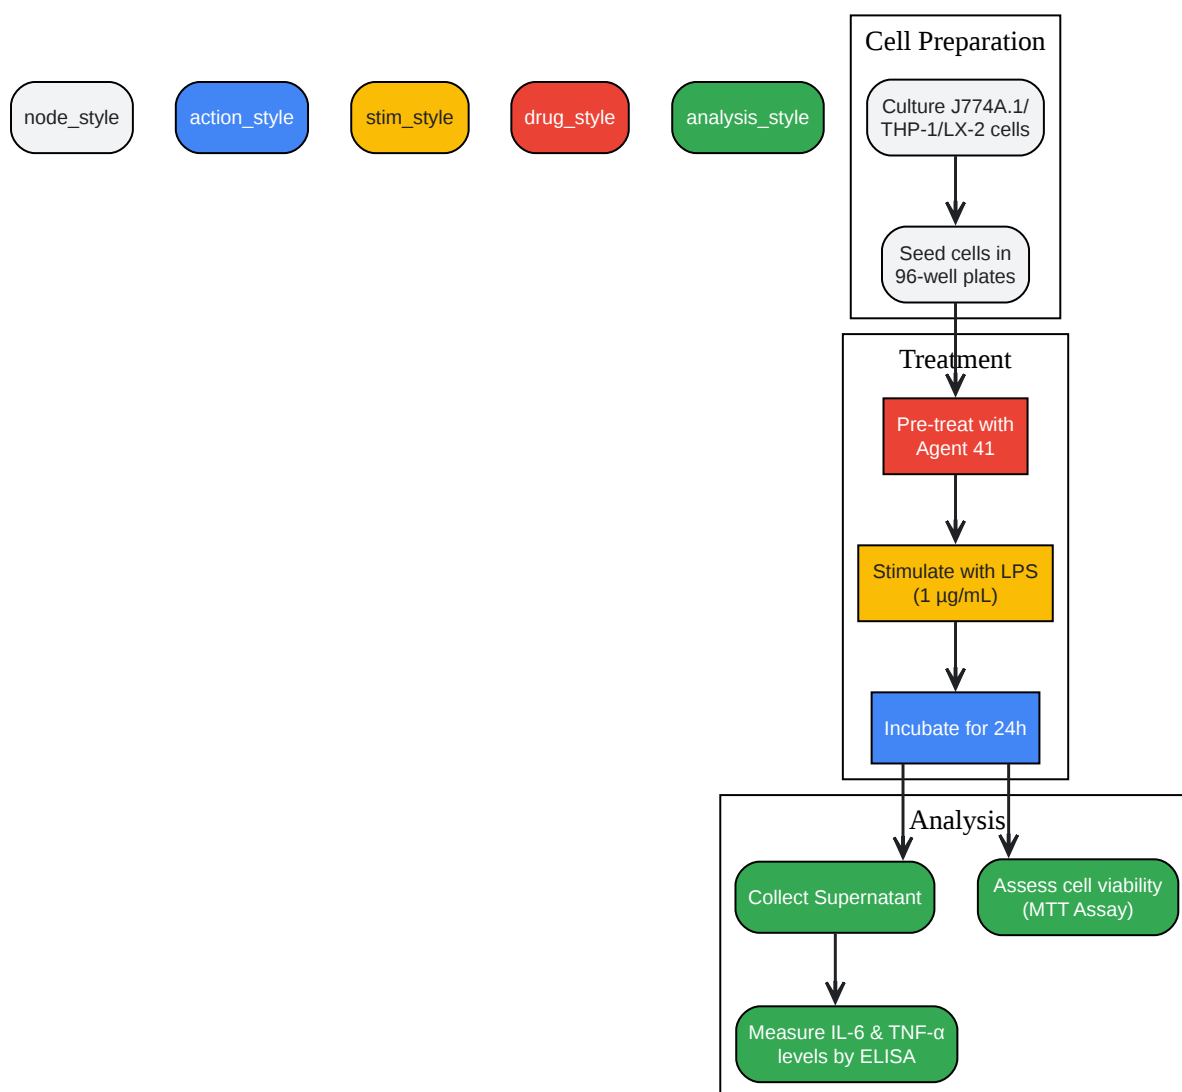 Cell Preparation
node_style
action_style
stim_style
drug_style
analysis_style
Culture J774A.1/
THP-1/LX-2 cells
Seed cells in
96-well plates
Treatment
Pre-treat with
Agent 41
Stimulate with LPS
(1 µg/mL)
Incubate for 24h
Analysis
Collect Supernatant
Assess cell viability
(MTT Assay)
Measure IL-6 & TNF-α
levels by ELISA